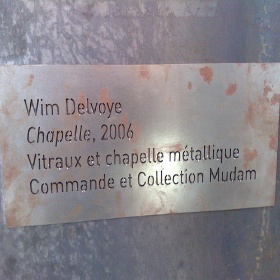 Wim Delvoye
Chapelle, 2006
Vitraux et chapelle métallique
Commande et Collection Mudam